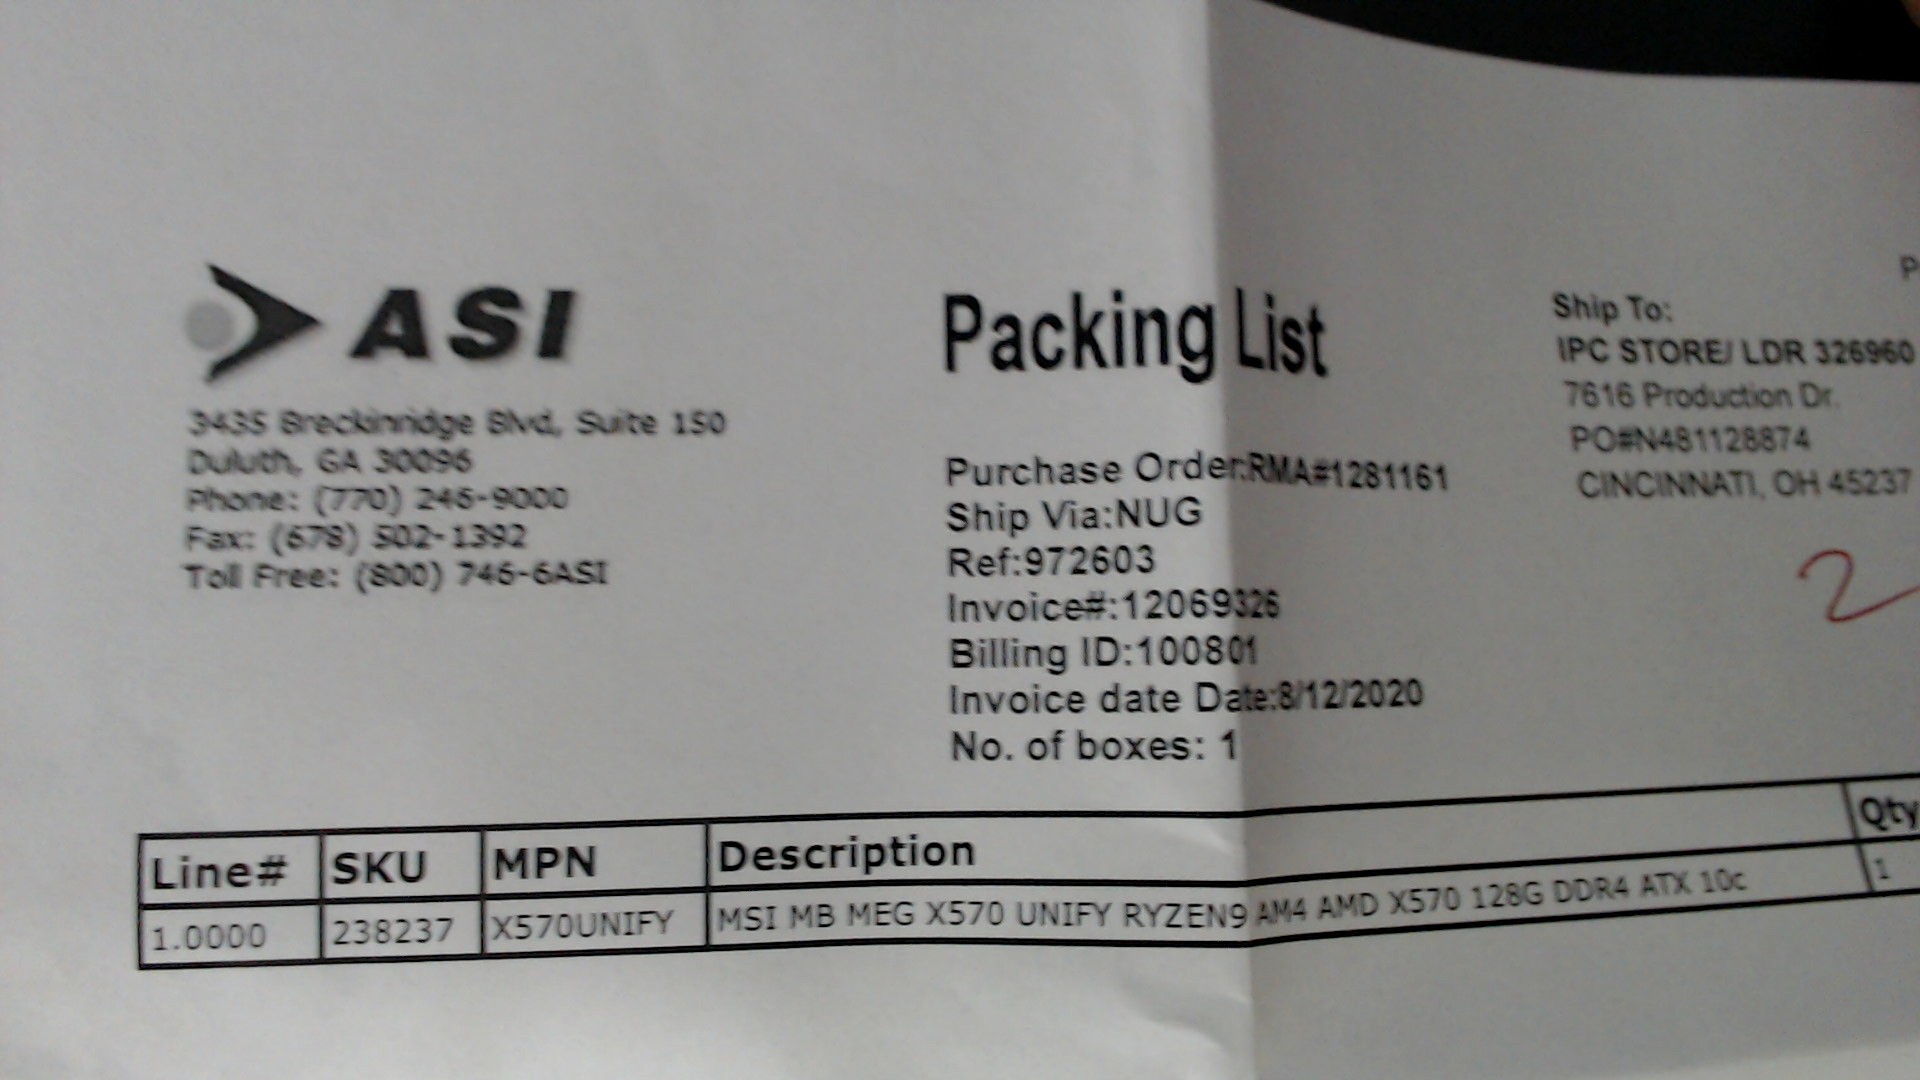 ASI
3435 Breckinridge Blvd, Suite 150
Duluth, GA 30096
Phone: (770) 246-9000
Fax: (678) 502-1392
Toll Free: (800) 746-6ASI
Packing List
Purchase Order:RMA#1281161
Ship Via:NUG
Ref:972603
Invoice#:12069326
Billing ID:100801
Invoice date Date:8/12/2020
No. of boxes: 1
P
Ship To:
IPC STORE/ LDR 326960
7616 Production Dr.
PO#N481128874
CINCINNATI, OH 45237
2
Line# SKU MPN Description Qty
1.0000 238237 X570UNIFY MSI MB MEG X570 UNIFY RYZEN9 AM4 AMD X570 128G DDR4 ATX 10c 1